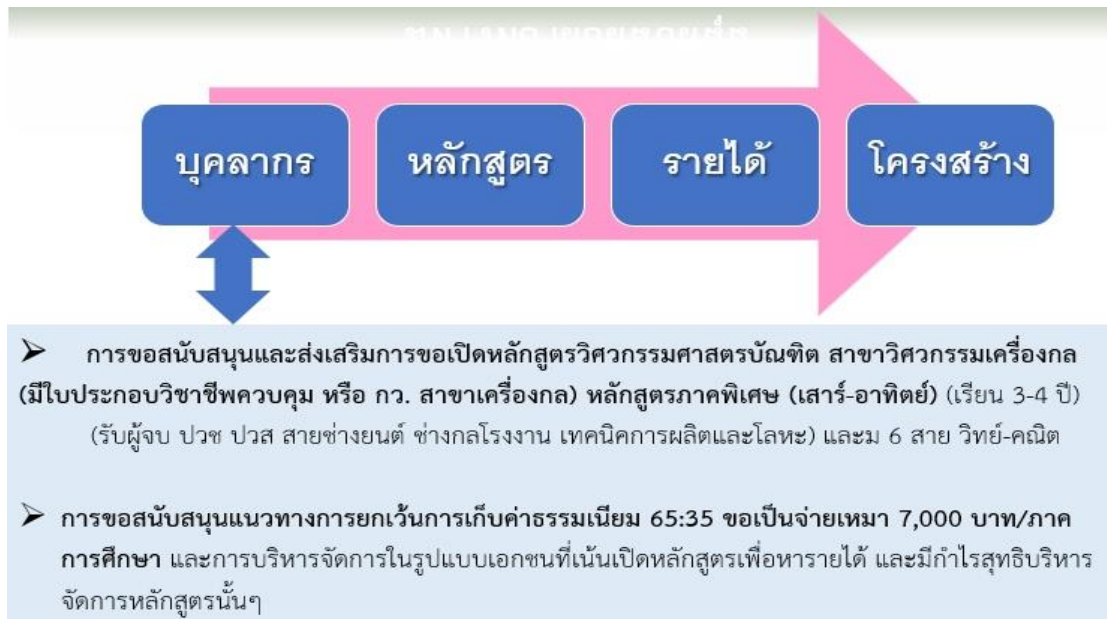 บุคลากร
หลักสูตร
รายได้
โครงสร้าง
➢ การขอสนับสนุนและส่งเสริมการขอเปิดหลักสูตรวิศวกรรมศาสตรบัณฑิต สาขาวิศวกรรมเครื่องกล
(มีใบประกอบวิชาชีพควบคุม หรือ กว. สาขาเครื่องกล) หลักสูตรภาคพิเศษ (เสาร์-อาทิตย์) (เรียน 3-4 ปี)
(รับผู้จบ ปวช ปวส สายช่างยนต์ ช่างกลโรงงาน เทคนิคการผลิตและโลหะ) และม 6 สาย วิทย์-คณิต
➢ การขอสนับสนุนแนวทางการยกเว้นการเก็บค่าธรรมเนียม 65:35 ขอเป็นจ่ายเหมา 7,000 บาท/ภาค
การศึกษา และการบริหารจัดการในรูปแบบเอกชนที่เน้นเปิดหลักสูตรเพื่อหารายได้ และมีกำไรสุทธิบริหาร
จัดการหลักสูตรนั้นๆ